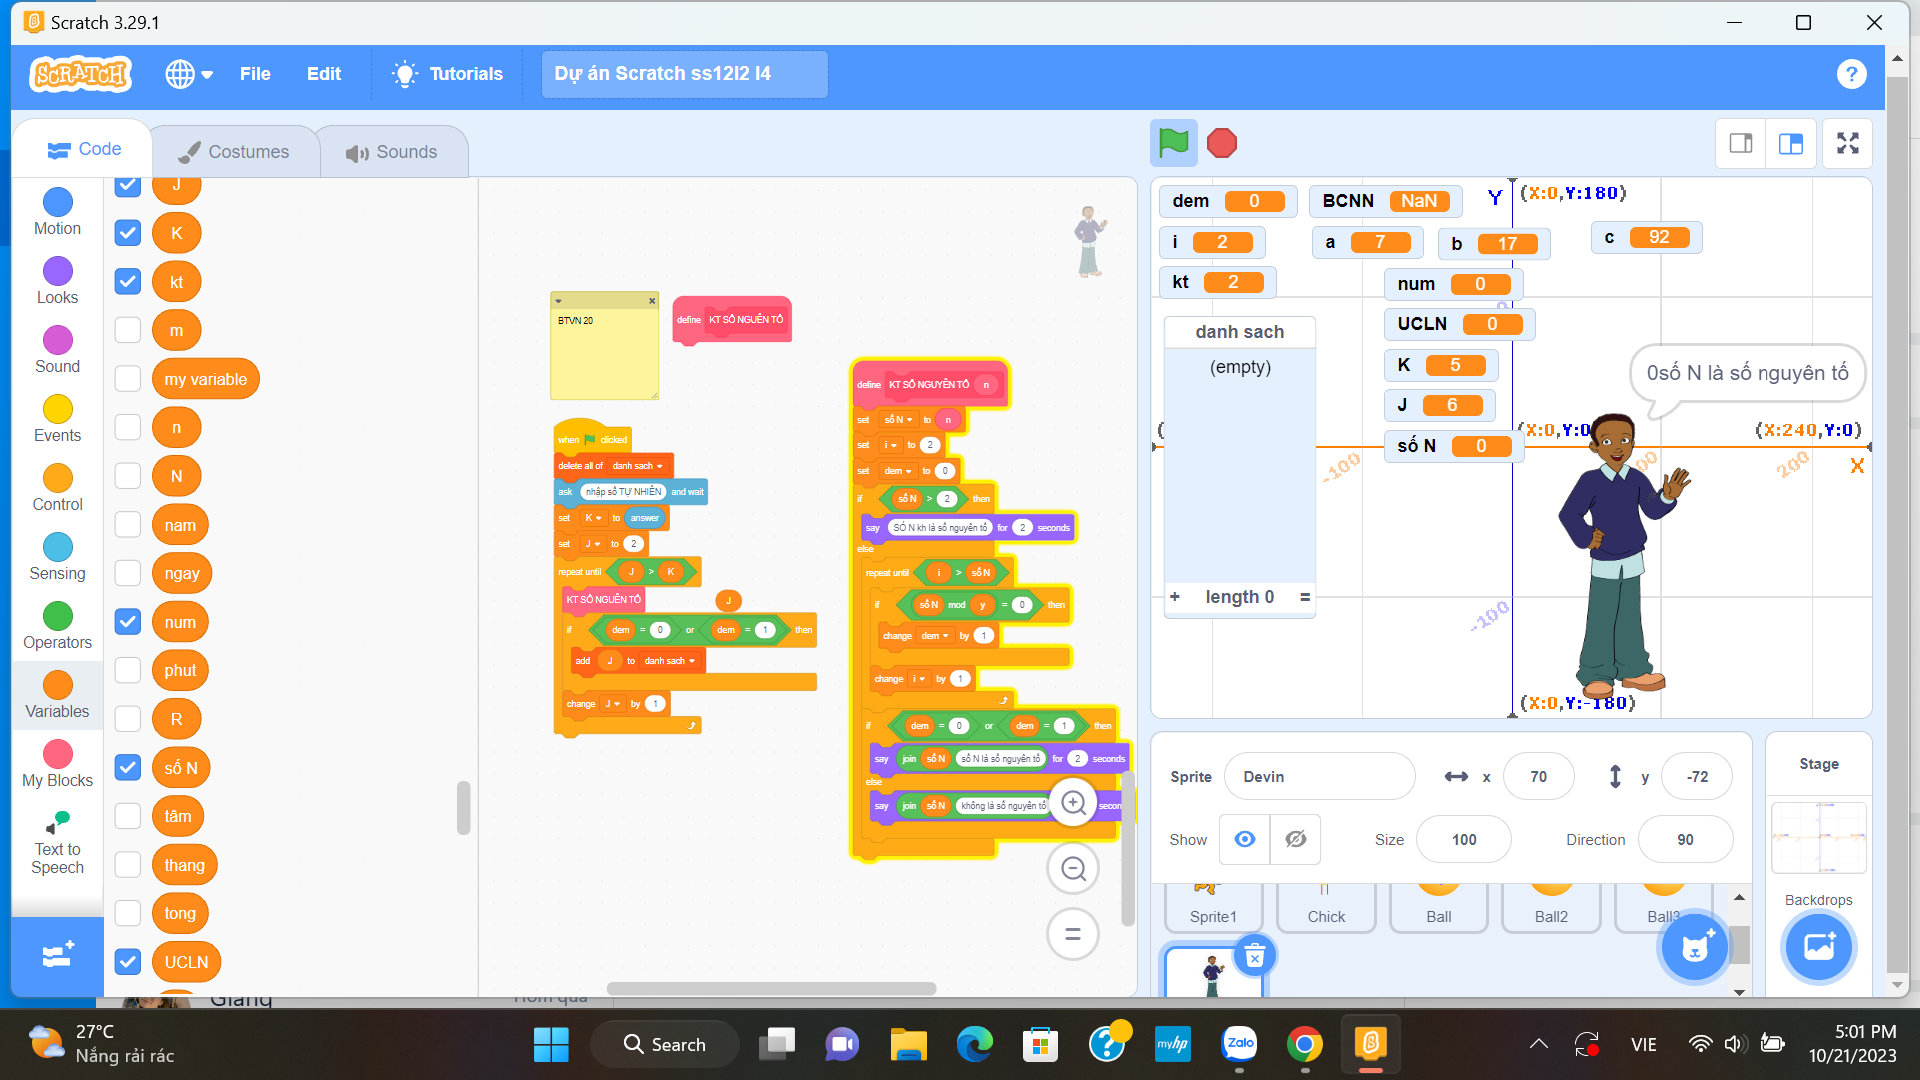 Scratch 3.29.1
SCRATCH
File
Edit
Tutorials
Dự án Scratch ss12l2 l4
?
Code
Costumes
Sounds
Motion
Looks
Sound
Events
Control
Sensing
Operators
Variables
My Blocks
Text to
Speech
J
K
kt
m
my variable
n
N
nam
ngay
num
phut
R
số N
tâm
thang
tong
UCLN
BTVN 20
define KT SỐ NGUÊN TỐ
when clicked
delete all of danh sach
ask nhập số TỰ NHIÊN and wait
set K to answer
set J to 2
repeat until J > K
KT SỐ NGUÊN TỐ
J
if dem = 0 or dem = 1 then
add J to danh sach
change J by 1
define KT SỐ NGUYÊN TỐ n
set số N to n
set i to 2
set dem to 0
if số N > 2 then
say SỐ N kh là số nguyên tố for 2 seconds
else
repeat until i > số N
if số N mod y = 0 then
change dem by 1
change i by 1
if dem = 0 or dem = 1 then
say join số N số N là số nguyên tố for 2 seconds
else
say join số N không là số nguyên tố secon
dem 0
BCNN NaN
Y
(X:0,Y:180)
i 2
a 7
b 17
c 92
kt 2
num 0
UCLN 0
K 5
J 6
số N 0
danh sach
(empty)
+ length 0 =
0số N là số nguyên tố
(X:0,Y:0
(X:240,Y:0)
X
-100
200
-100
(X:0,Y:-180)
Sprite
Devin
x
70
y
-72
Show
Size
100
Direction
90
Sprite1
Chick
Ball
Ball2
Ball3
Stage
Backdrops
Giang
Hôm qua
27°C
Nắng rải rác
Search
myhp
Zalo
VIE
5:01 PM
10/21/2023